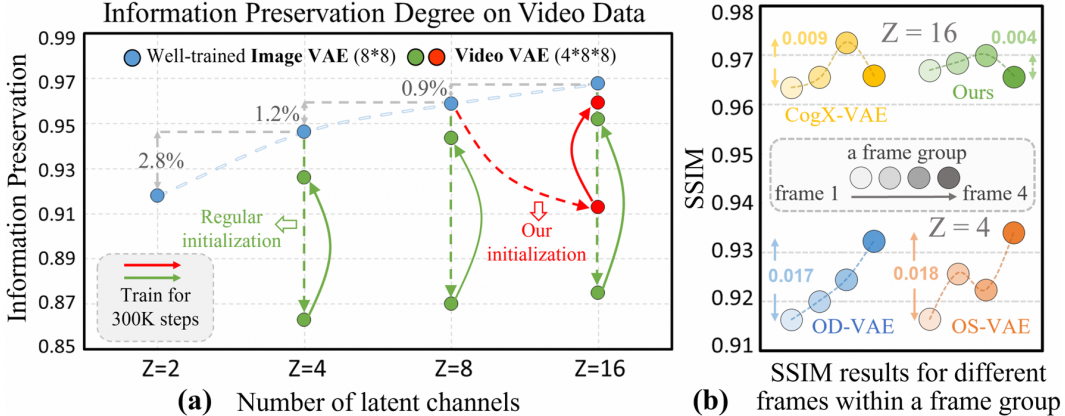 Information Preservation Degree on Video Data
Information Preservation
0.99
0.97
0.95
0.93
0.91
0.89
0.87
0.85
Well-trained Image VAE (8*8)
Video VAE (4*8*8)
2.8%
1.2%
0.9%
Regular
initialization
Our
initialization
Train for
300K steps
Z=2
Z=4
Z=8
Z=16
(a) Number of latent channels
SSIM
0.98
0.97
0.96
0.95
0.94
0.93
0.92
0.91
0.009
Z = 16
0.004
CogX-VAE
Ours
a frame group
frame 1
frame 4
Z = 4
0.017
0.018
OD-VAE
OS-VAE
(b) SSIM results for different
frames within a frame group